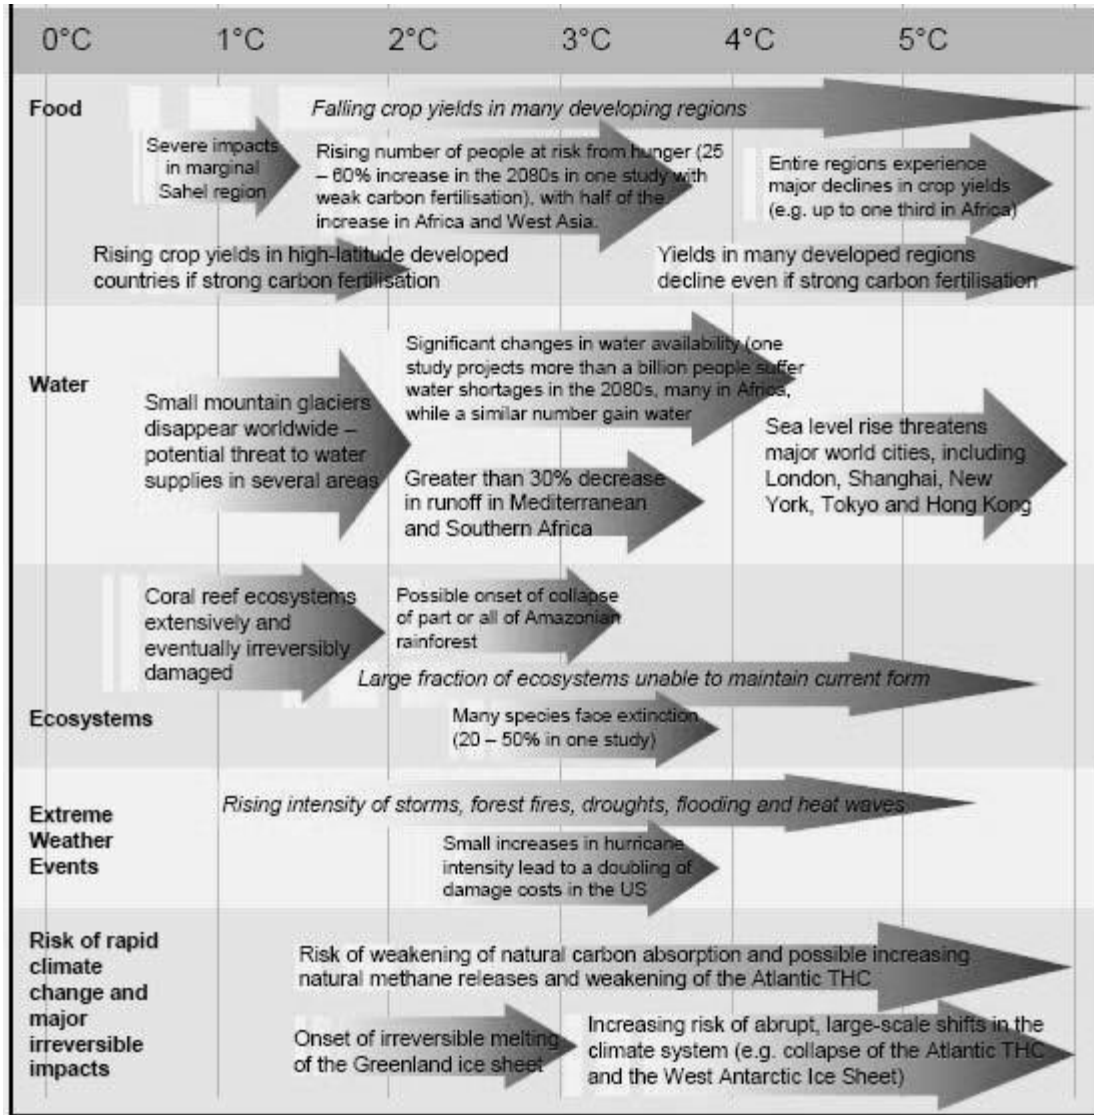 0°C 1°C 2°C 3°C 4°C 5°C
Food
Falling crop yields in many developing regions
Severe impacts
in marginal
Sahel region
Rising number of people at risk from hunger (25
– 60% increase in the 2080s in one study with
weak carbon fertilisation), with half of the
increase in Africa and West Asia.
Entire regions experience
major declines in crop yields
(e.g. up to one third in Africa)
Rising crop yields in high-latitude developed
countries if strong carbon fertilisation
Yields in many developed regions
decline even if strong carbon fertilisation
Water
Small mountain glaciers
disappear worldwide –
potential threat to water
supplies in several areas
Significant changes in water availability (one
study projects more than a billion people suffer
water shortages in the 2080s, many in Africa,
while a similar number gain water
Greater than 30% decrease
in runoff in Mediterranean
and Southern Africa
Sea level rise threatens
major world cities, including
London, Shanghai, New
York, Tokyo and Hong Kong
Ecosystems
Coral reef ecosystems
extensively and
eventually irreversibly
damaged
Possible onset of collapse
of part or all of Amazonian
rainforest
Large fraction of ecosystems unable to maintain current form
Many species face extinction
(20 – 50% in one study)
Extreme
Weather
Events
Rising intensity of storms, forest fires, droughts, flooding and heat waves
Small increases in hurricane
intensity lead to a doubling of
damage costs in the US
Risk of rapid
climate
change and
major
irreversible
impacts
Risk of weakening of natural carbon absorption and possible increasing
natural methane releases and weakening of the Atlantic THC
Onset of irreversible melting
of the Greenland ice sheet
Increasing risk of abrupt, large-scale shifts in the
climate system (e.g. collapse of the Atlantic THC
and the West Antarctic Ice Sheet)